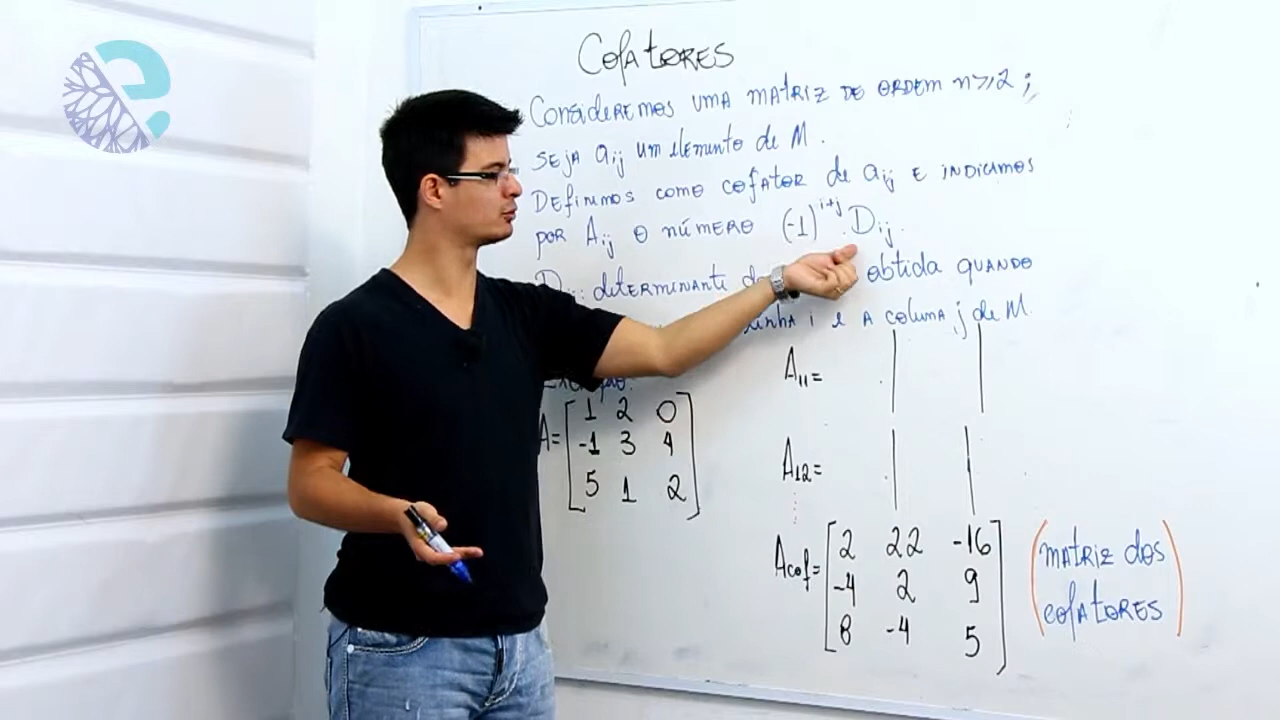 COFATORES
CONSIDEREMOS UMA MATRIZ DE ORDEM n≥2;
SEJA aij um elemento de M.
DEFINIMOS COMO COFATOR de aij E INDICAMOS
POR Aij O NÚMERO (-1)^{i+j} . Dij.
Dij: determinante obtida QUANDO
linha i e A coluna j de M.
A11=
A12=
Exemplo:
A= [1 2 0
-1 3 4
5 1 2]
Acof= [2 22 -16
-4 2 9
8 -4 5]
(MATRIZ dos
COFATORES)